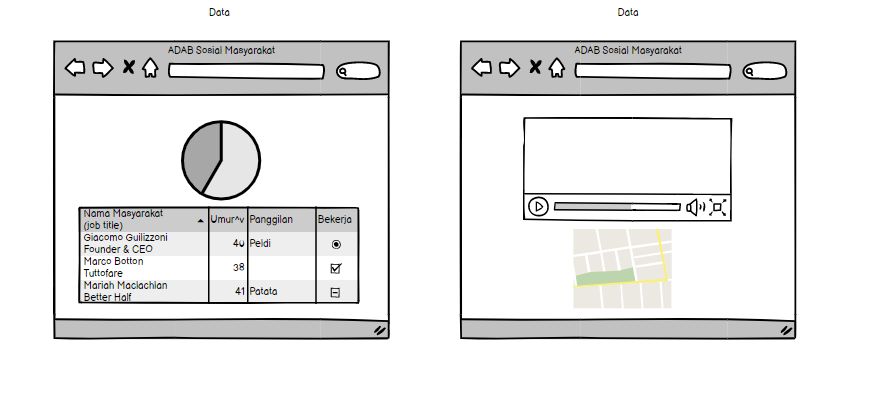 Data
ADAB Sosial Masyarakat
Nama Masyarakat
(job title)
Umur^v
Panggilan
Bekerja
Giacomo Guilizzoni
Founder & CEO
40
Peldi
Marco Botton
Tuttofare
38
Mariah Maclachlan
Better Half
41
Patata
Data
ADAB Sosial Masyarakat